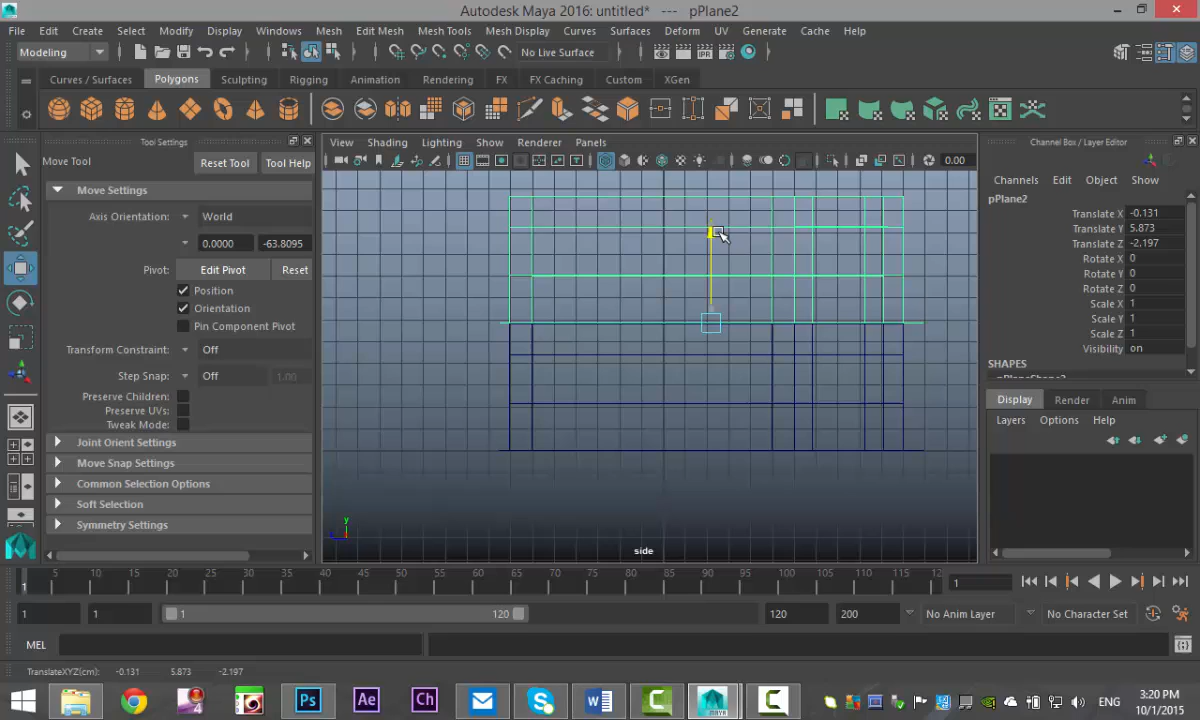 Autodesk Maya 2016: untitled* --- pPlane2
File Edit Create Select Modify Display Windows Mesh Edit Mesh Mesh Tools Mesh Display Curves Surfaces Deform UV Generate Cache Help
Modeling No Live Surface
Curves / Surfaces Polygons Sculpting Rigging Animation Rendering FX FX Caching Custom XGen
Tool Settings
Move Tool Reset Tool Tool Help
Move Settings
Axis Orientation: World
0.0000 -63.8095
Pivot: Edit Pivot Reset
Position
Orientation
Pin Component Pivot
Transform Constraint: Off
Step Snap: Off 1.00
Preserve Children:
Preserve UVs:
Tweak Mode:
Joint Orient Settings
Move Snap Settings
Common Selection Options
Soft Selection
Symmetry Settings
View Shading Lighting Show Renderer Panels
0.00
y
side
Channel Box / Layer Editor
Channels Edit Object Show
pPlane2
Translate X -0.131
Translate Y 5.873
Translate Z -2.197
Rotate X 0
Rotate Y 0
Rotate Z 0
Scale X 1
Scale Y 1
Scale Z 1
Visibility on
SHAPES
pPlaneShape2
Display Render Anim
Layers Options Help
1 5 10 15 20 25 30 35 40 45 50 55 60 65 70 75 80 85 90 95 100 105 110 115 12
1
1 1 1 120 120 200 No Anim Layer No Character Set
MEL
TranslateXYZ(cm): -0.131 5.873 -2.197
Ps Ae Ch ENG
3:20 PM
10/1/2015